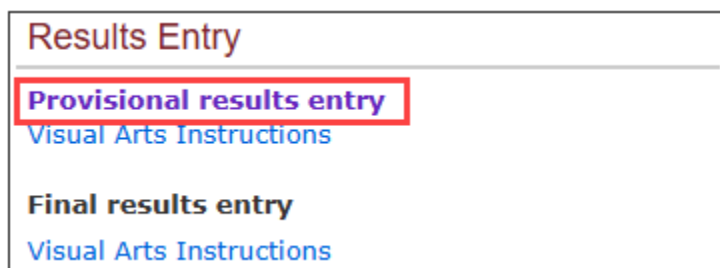 Results Entry
Provisional results entry
Visual Arts Instructions
Final results entry
Visual Arts Instructions